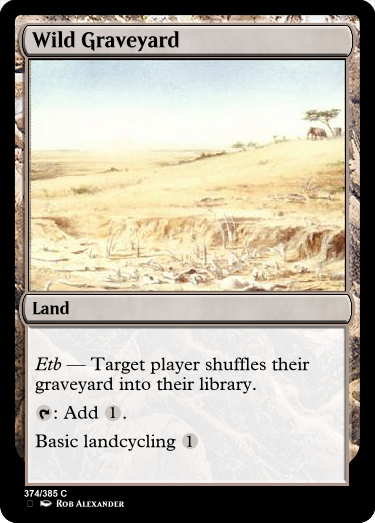 Wild Graveyard
Land
Etb — Target player shuffles their
graveyard into their library.
: Add 1.
Basic landcycling 1
374/385 C
Rob Alexander